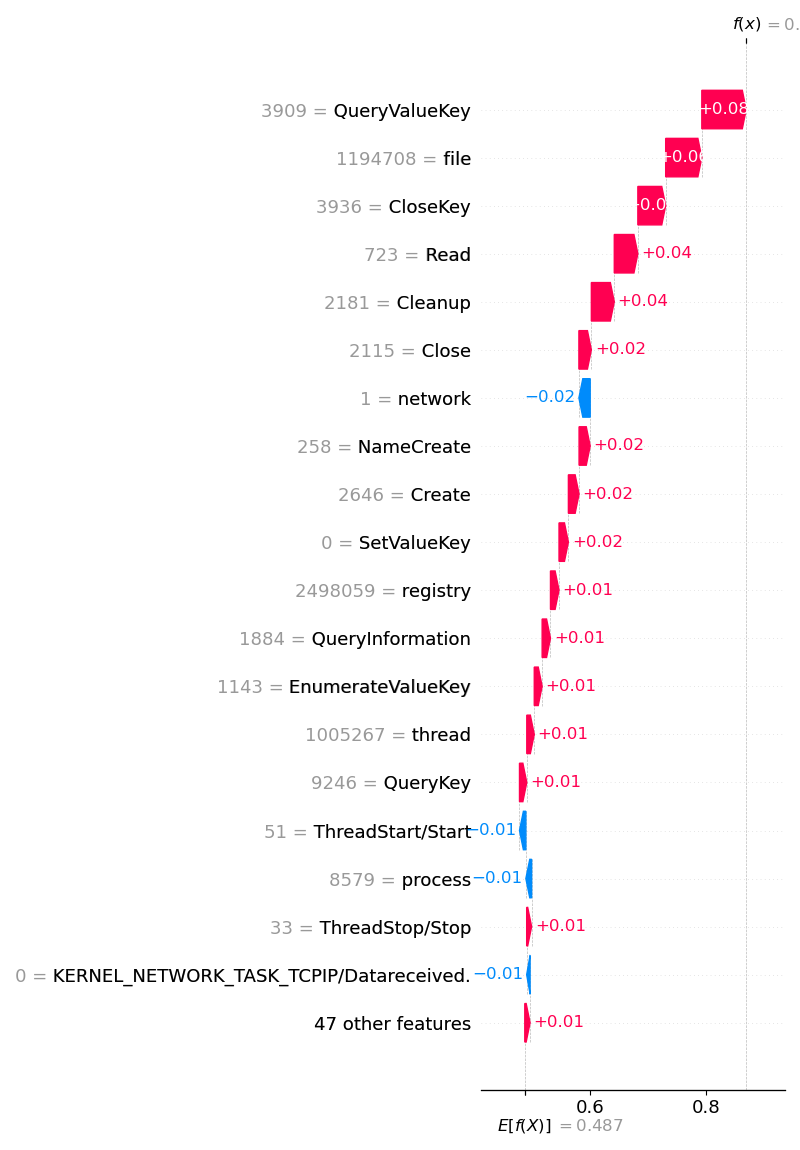 f(x) = 0.
3909 = QueryValueKey +0.08
1194708 = file +0.06
3936 = CloseKey
723 = Read +0.04
2181 = Cleanup +0.04
2115 = Close +0.02
1 = network −0.02
258 = NameCreate +0.02
2646 = Create +0.02
0 = SetValueKey +0.02
2498059 = registry +0.01
1884 = QueryInformation +0.01
1143 = EnumerateValueKey +0.01
1005267 = thread +0.01
9246 = QueryKey +0.01
51 = ThreadStart/Start −0.01
8579 = process −0.01
33 = ThreadStop/Stop +0.01
0 = KERNEL_NETWORK_TASK_TCPIP/Datareceived. −0.01
47 other features +0.01
0.6 0.8
E[f(X)] = 0.487